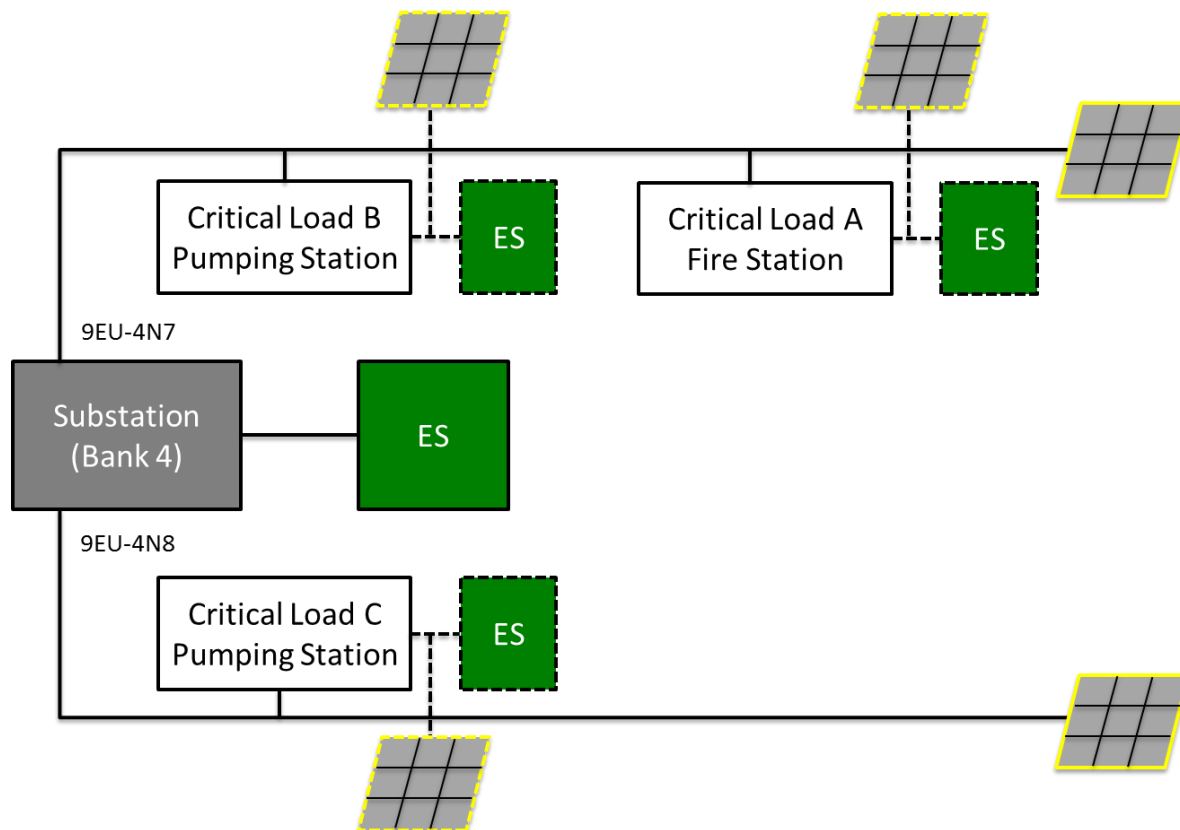 Critical Load B
Pumping Station
ES
Critical Load A
Fire Station
ES
9EU-4N7
Substation
(Bank 4)
ES
9EU-4N8
Critical Load C
Pumping Station
ES